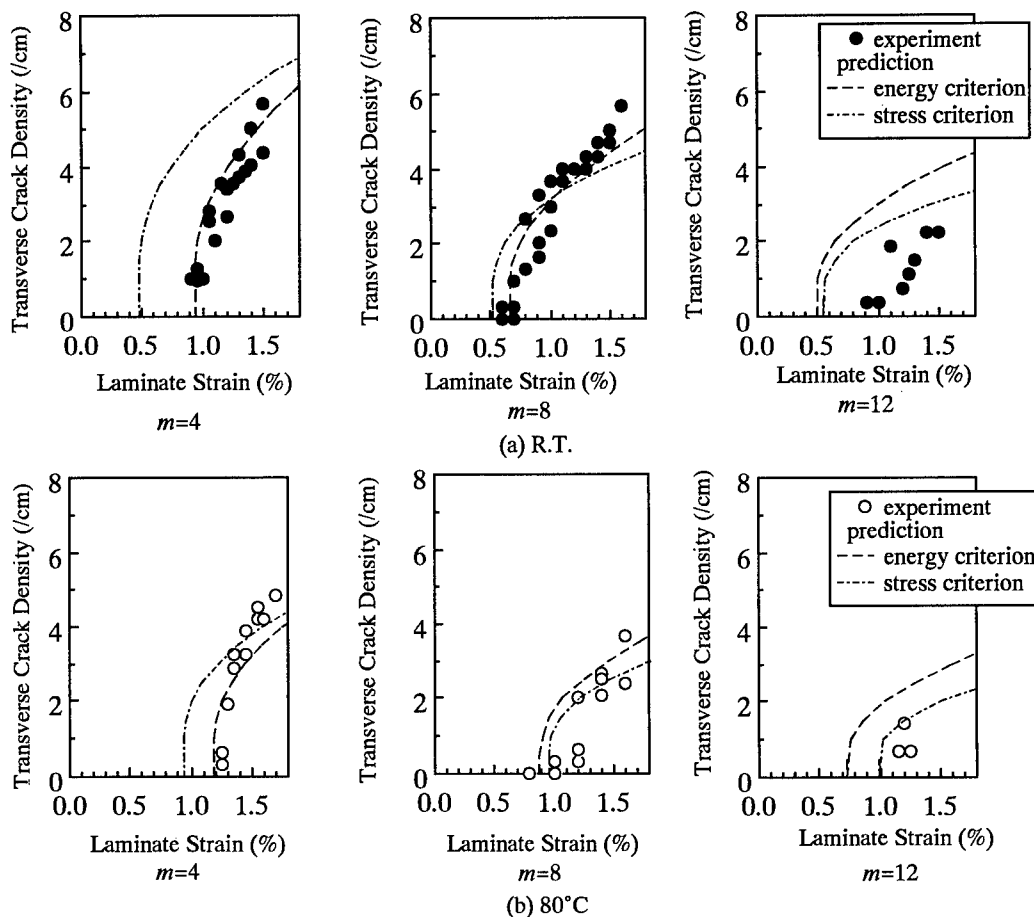 Transverse Crack Density (/cm)
8
6
4
2
0
0.0 0.5 1.0 1.5
Laminate Strain (%)
m=4
Transverse Crack Density (/cm)
8
6
4
2
0
0.0 0.5 1.0 1.5
Laminate Strain (%)
m=8
(a) R.T.
Transverse Crack Density (/cm)
8
6
4
2
0
0.0 0.5 1.0 1.5
Laminate Strain (%)
m=12
experiment
prediction
energy criterion
stress criterion
Transverse Crack Density (/cm)
8
6
4
2
0
0.0 0.5 1.0 1.5
Laminate Strain (%)
m=4
Transverse Crack Density (/cm)
8
6
4
2
0
0.0 0.5 1.0 1.5
Laminate Strain (%)
m=8
(b) 80°C
Transverse Crack Density (/cm)
8
6
4
2
0
0.0 0.5 1.0 1.5
Laminate Strain (%)
m=12
experiment
prediction
energy criterion
stress criterion